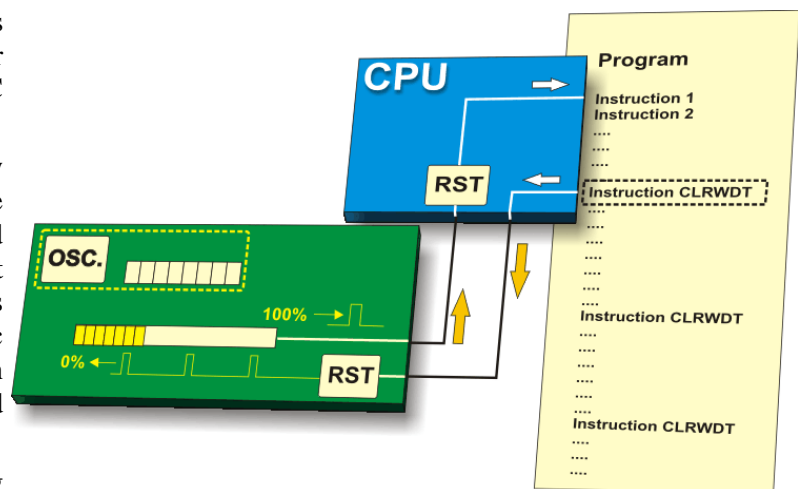 CPU
RST
OSC.
100%
0%
RST
Program
Instruction 1
Instruction 2
....
....
....
Instruction CLRWDT
....
....
....
....
....
....
....
Instruction CLRWDT
....
....
....
....
....
....
Instruction CLRWDT
....
....
....